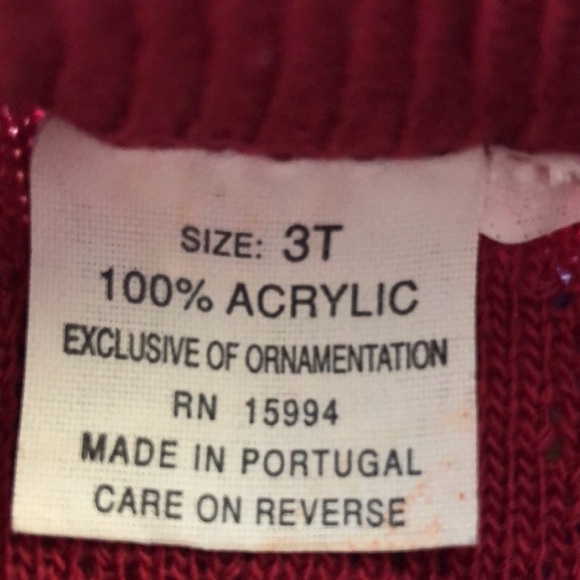 SIZE: 3T
100% ACRYLIC
EXCLUSIVE OF ORNAMENTATION
RN 15994
MADE IN PORTUGAL
CARE ON REVERSE